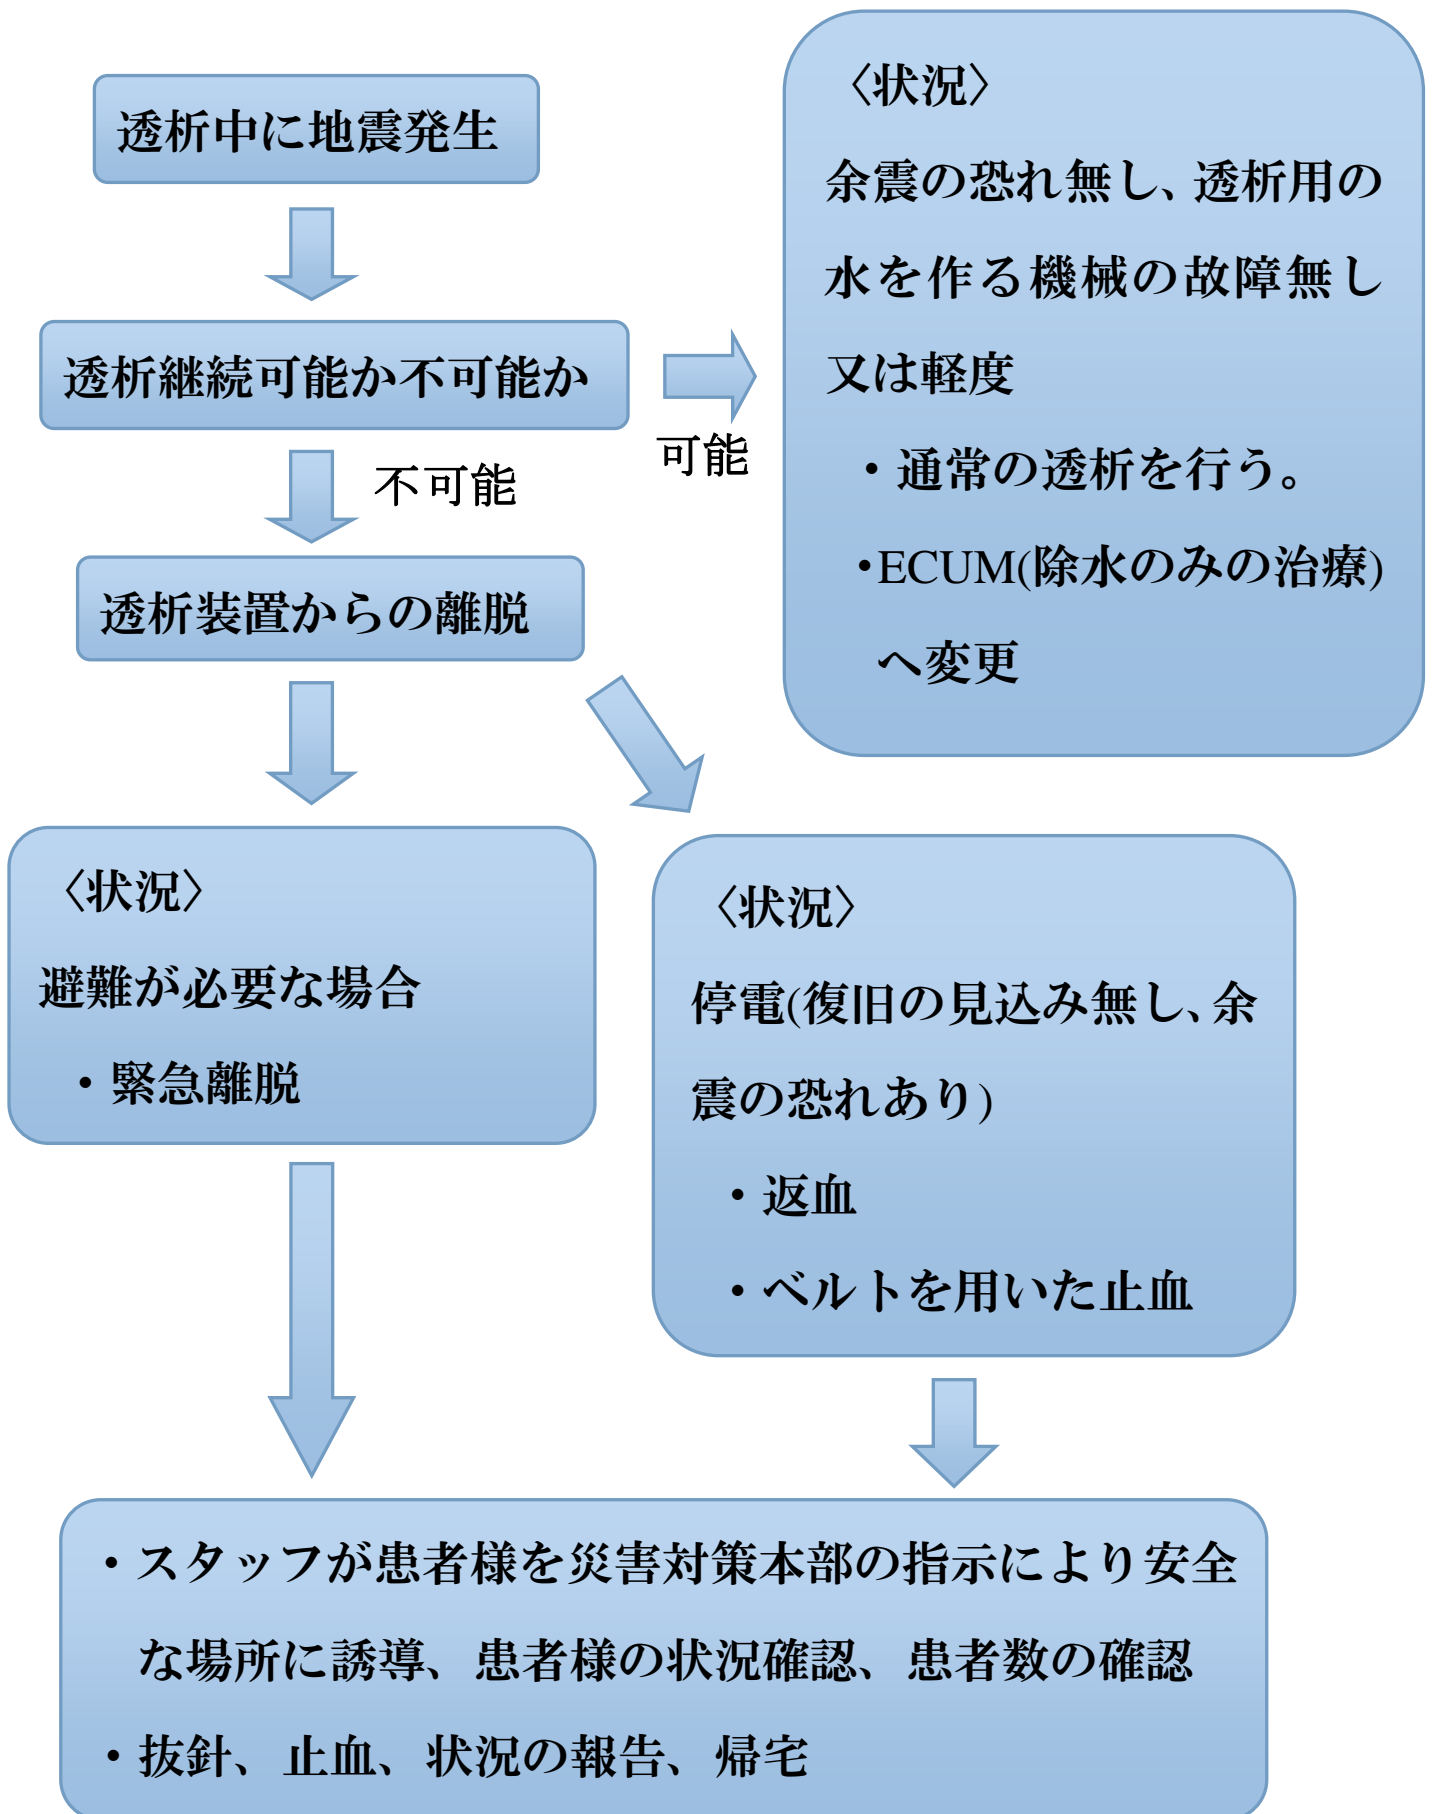 透析中に地震発生
透析継続可能か不可能か
可能
〈状況〉
余震の恐れ無し、透析用の
水を作る機械の故障無し
又は軽度
・通常の透析を行う。
・ECUM(除水のみの治療)
へ変更
不可能
透析装置からの離脱
〈状況〉
避難が必要な場合
・緊急離脱
〈状況〉
停電(復旧の見込み無し、余
震の恐れあり)
・返血
・ベルトを用いた止血
・スタッフが患者様を災害対策本部の指示により安全
な場所に誘導、患者様の状況確認、患者数の確認
・抜針、止血、状況の報告、帰宅